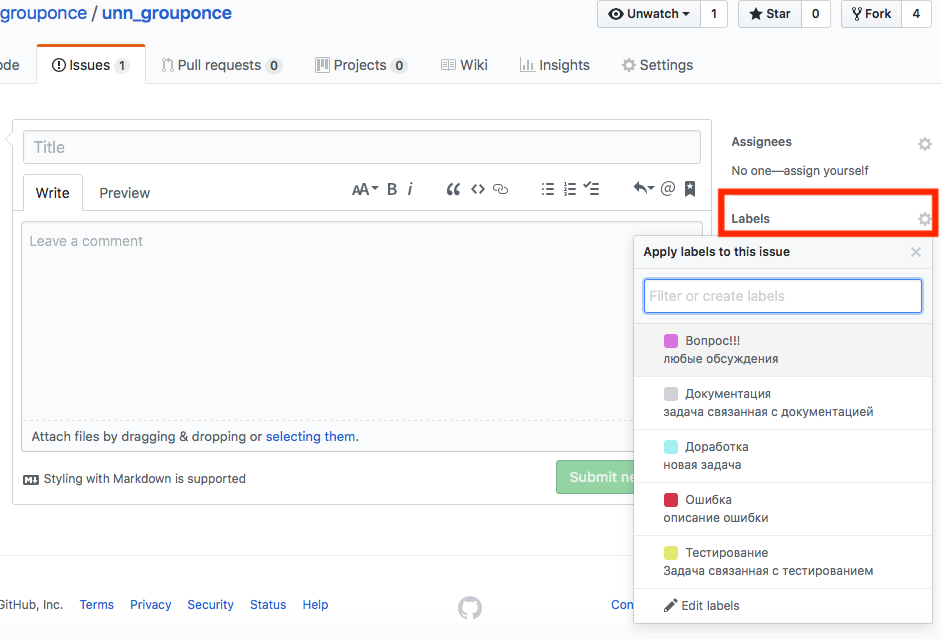 grouponce / unn_grouponce
Unwatch 1 Star 0 Fork 4
ode Issues 1 Pull requests 0 Projects 0 Wiki Insights Settings
Title
Write Preview AA B i
Leave a comment
Attach files by dragging & dropping or selecting them.
Styling with Markdown is supported
Submit ne
Assignees
No one—assign yourself
Labels
Apply labels to this issue
Filter or create labels
Вопрос!!!
любые обсуждения
Документация
задача связанная с документацией
Доработка
новая задача
Ошибка
описание ошибки
Тестирование
Задача связанная с тестированием
Edit labels
GitHub, Inc. Terms Privacy Security Status Help Con